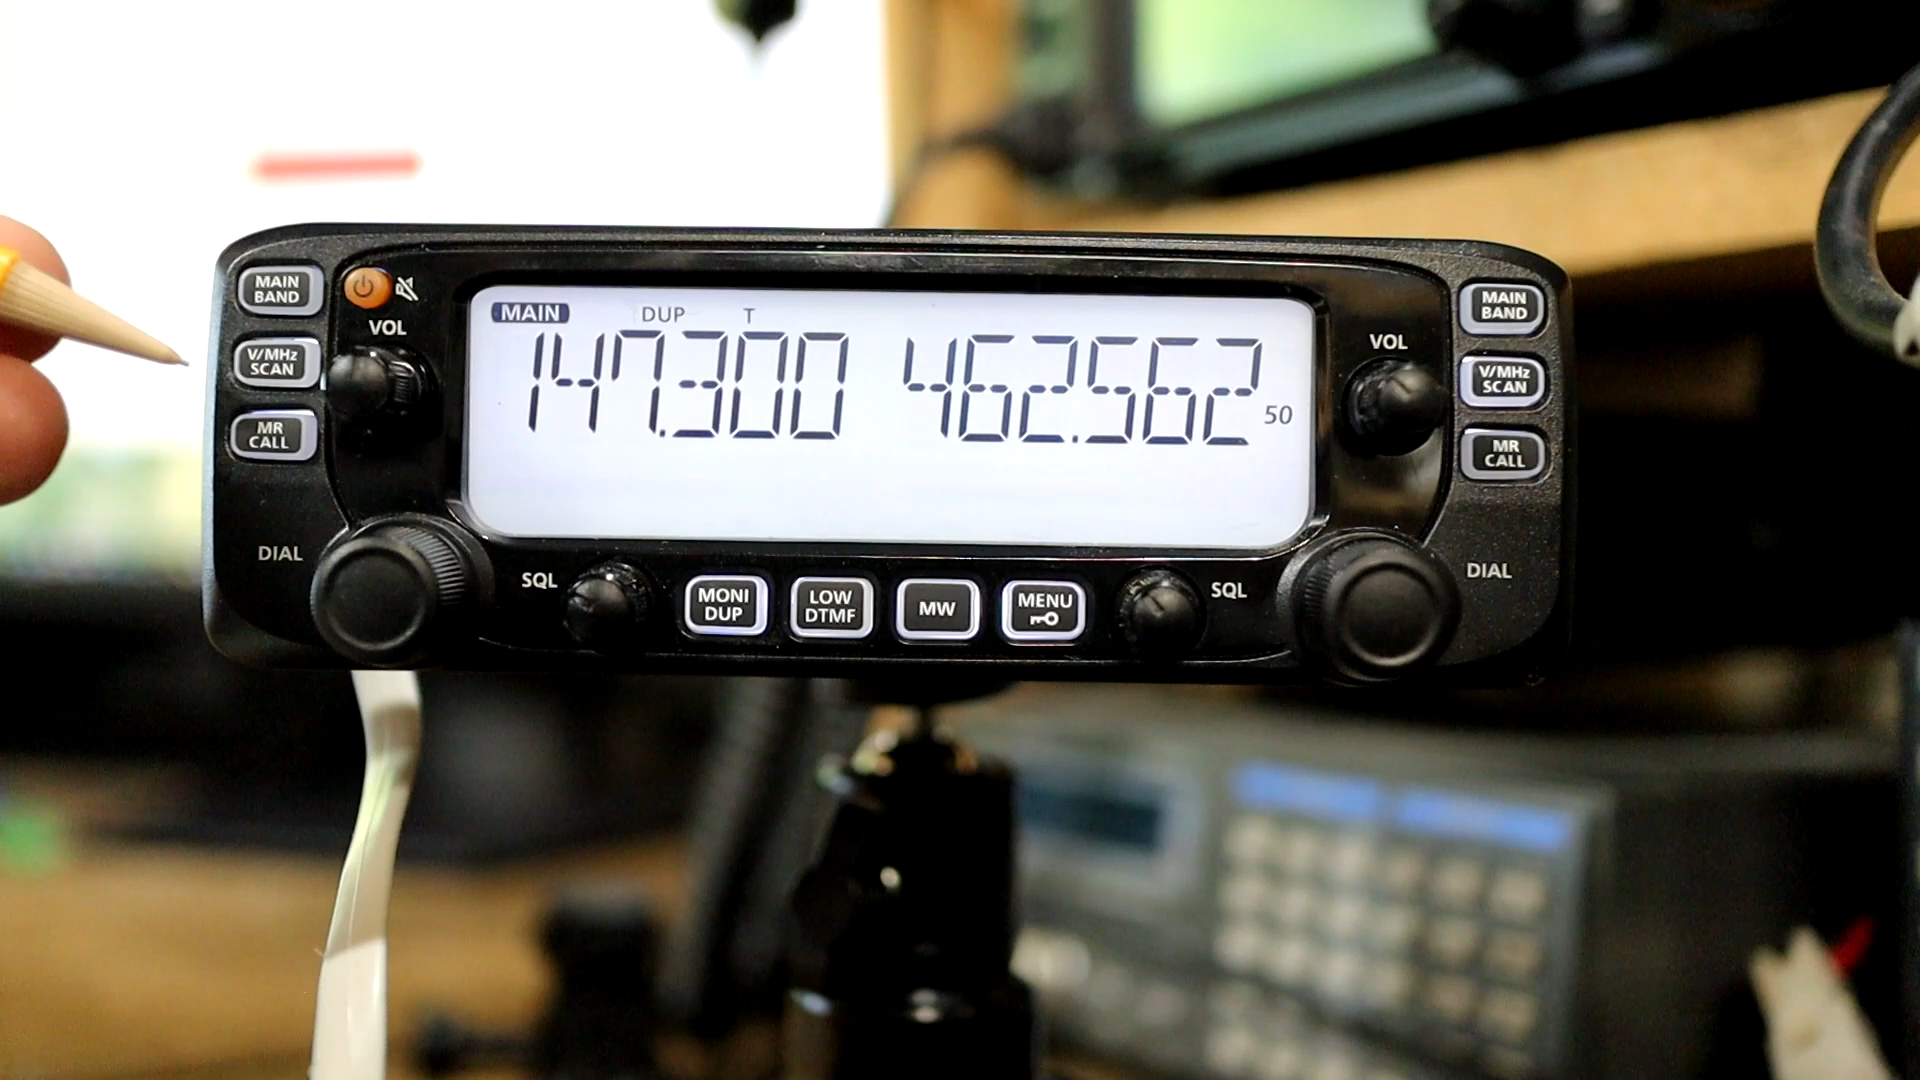 MAIN DUP T
147.300 462.562 50
MAIN BAND
VOL
V/MHz SCAN
MR CALL
DIAL
SQL
MONI DUP
LOW DTMF
MW
MENU
SQL
DIAL
MAIN BAND
VOL
V/MHz SCAN
MR CALL